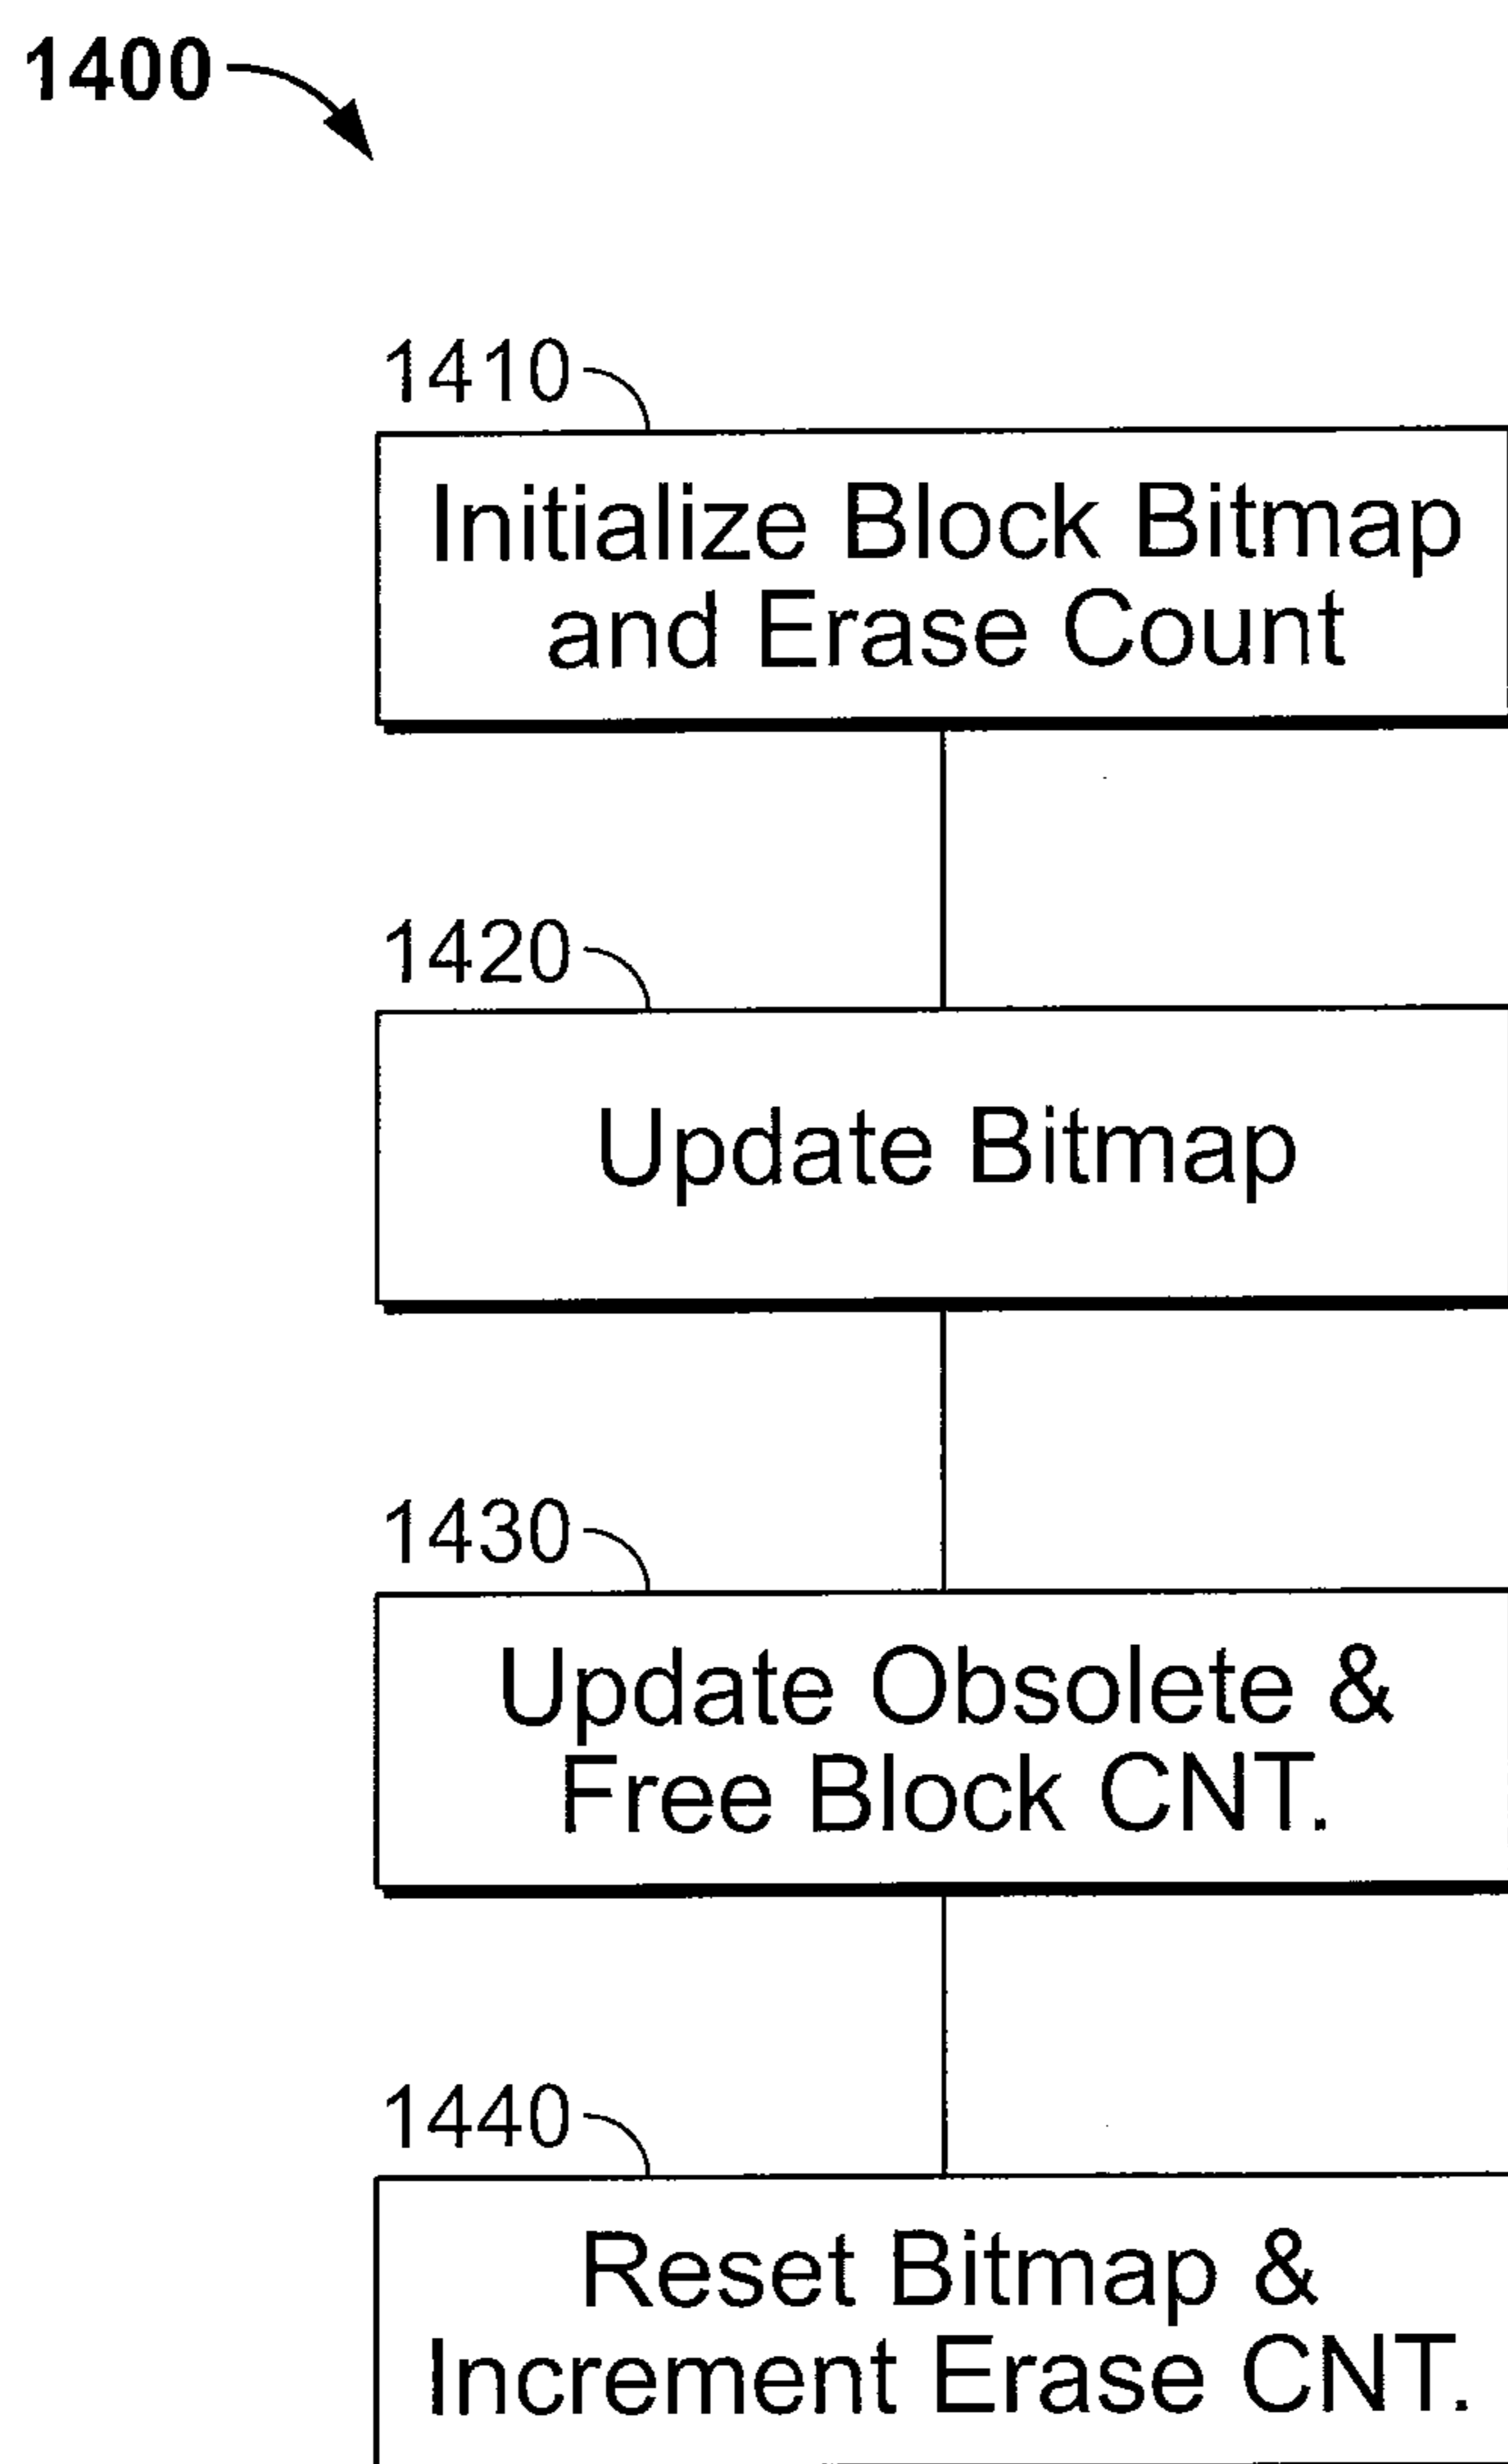 1400
1410
Initialize Block Bitmap
and Erase Count
1420
Update Bitmap
1430
Update Obsolete &
Free Block CNT.
1440
Reset Bitmap &
Increment Erase CNT.